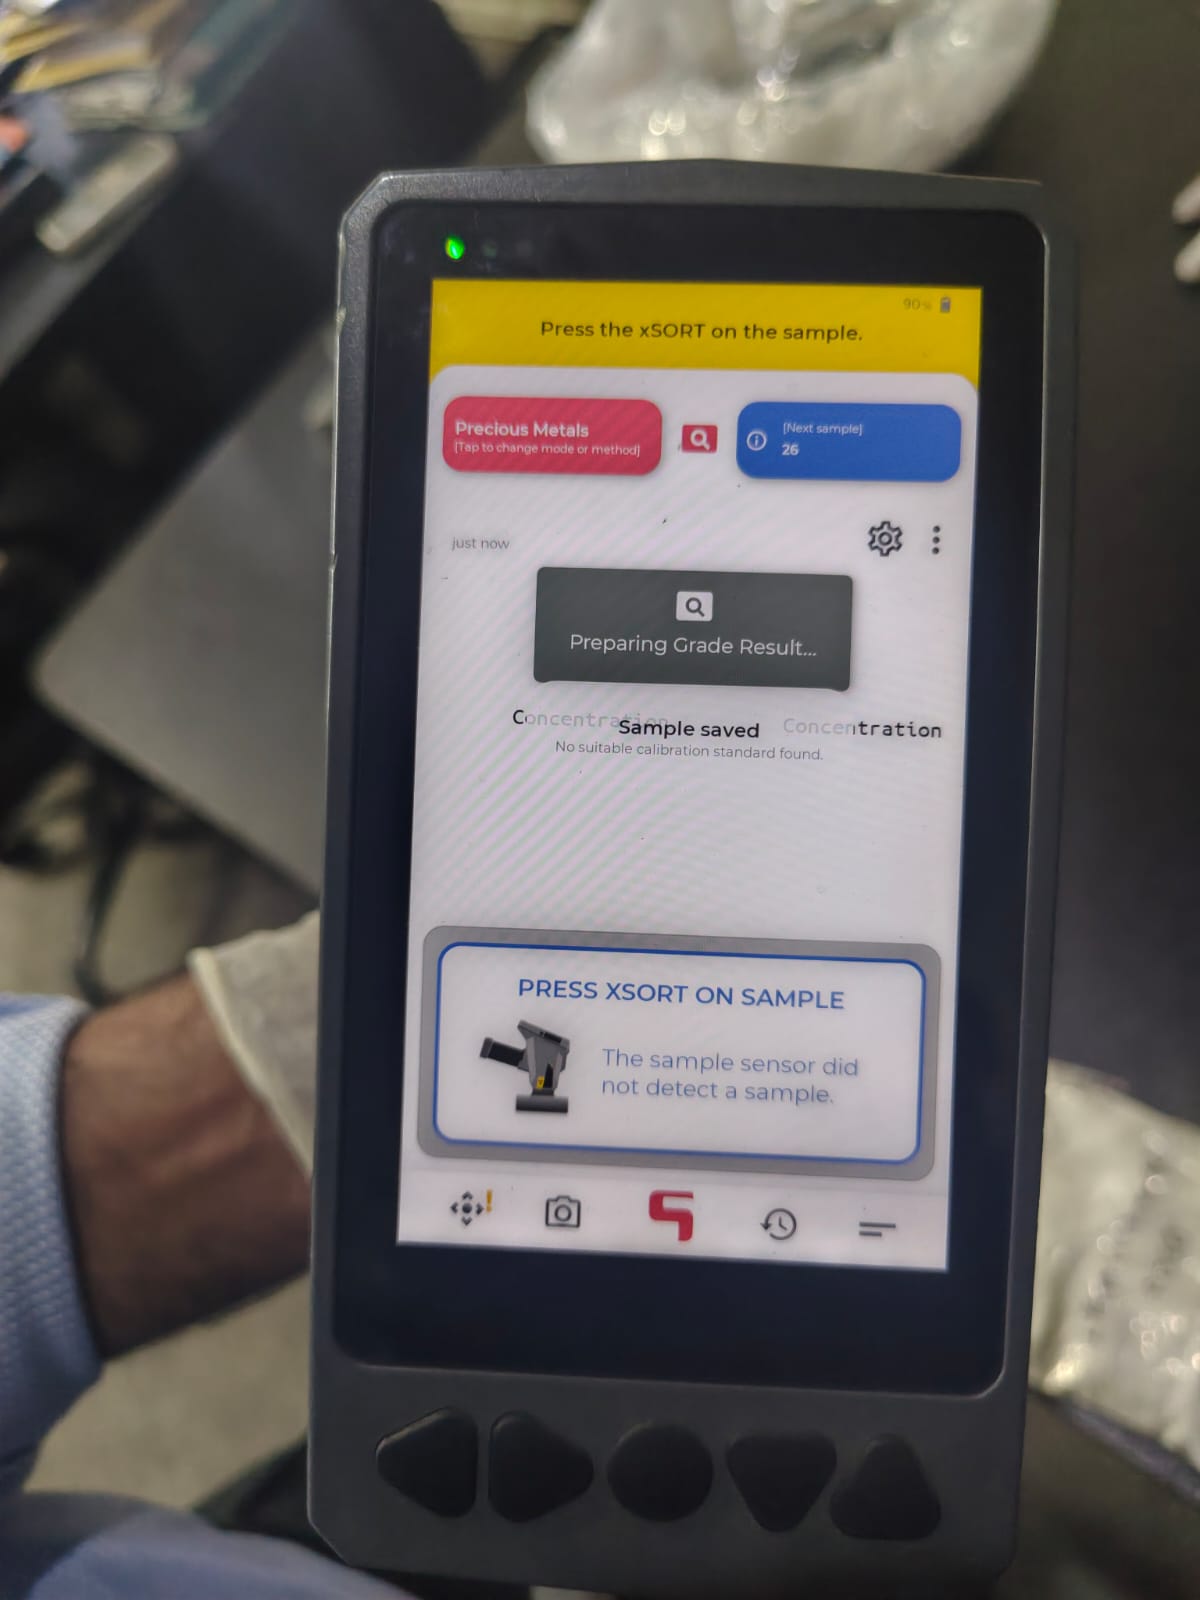 90%
Press the xSORT on the sample.
Precious Metals
[Tap to change mode or method]
[Next sample]
26
just now
Preparing Grade Result...
Concentration
Concentration
Sample saved
No suitable calibration standard found.
PRESS XSORT ON SAMPLE
The sample sensor did
not detect a sample.